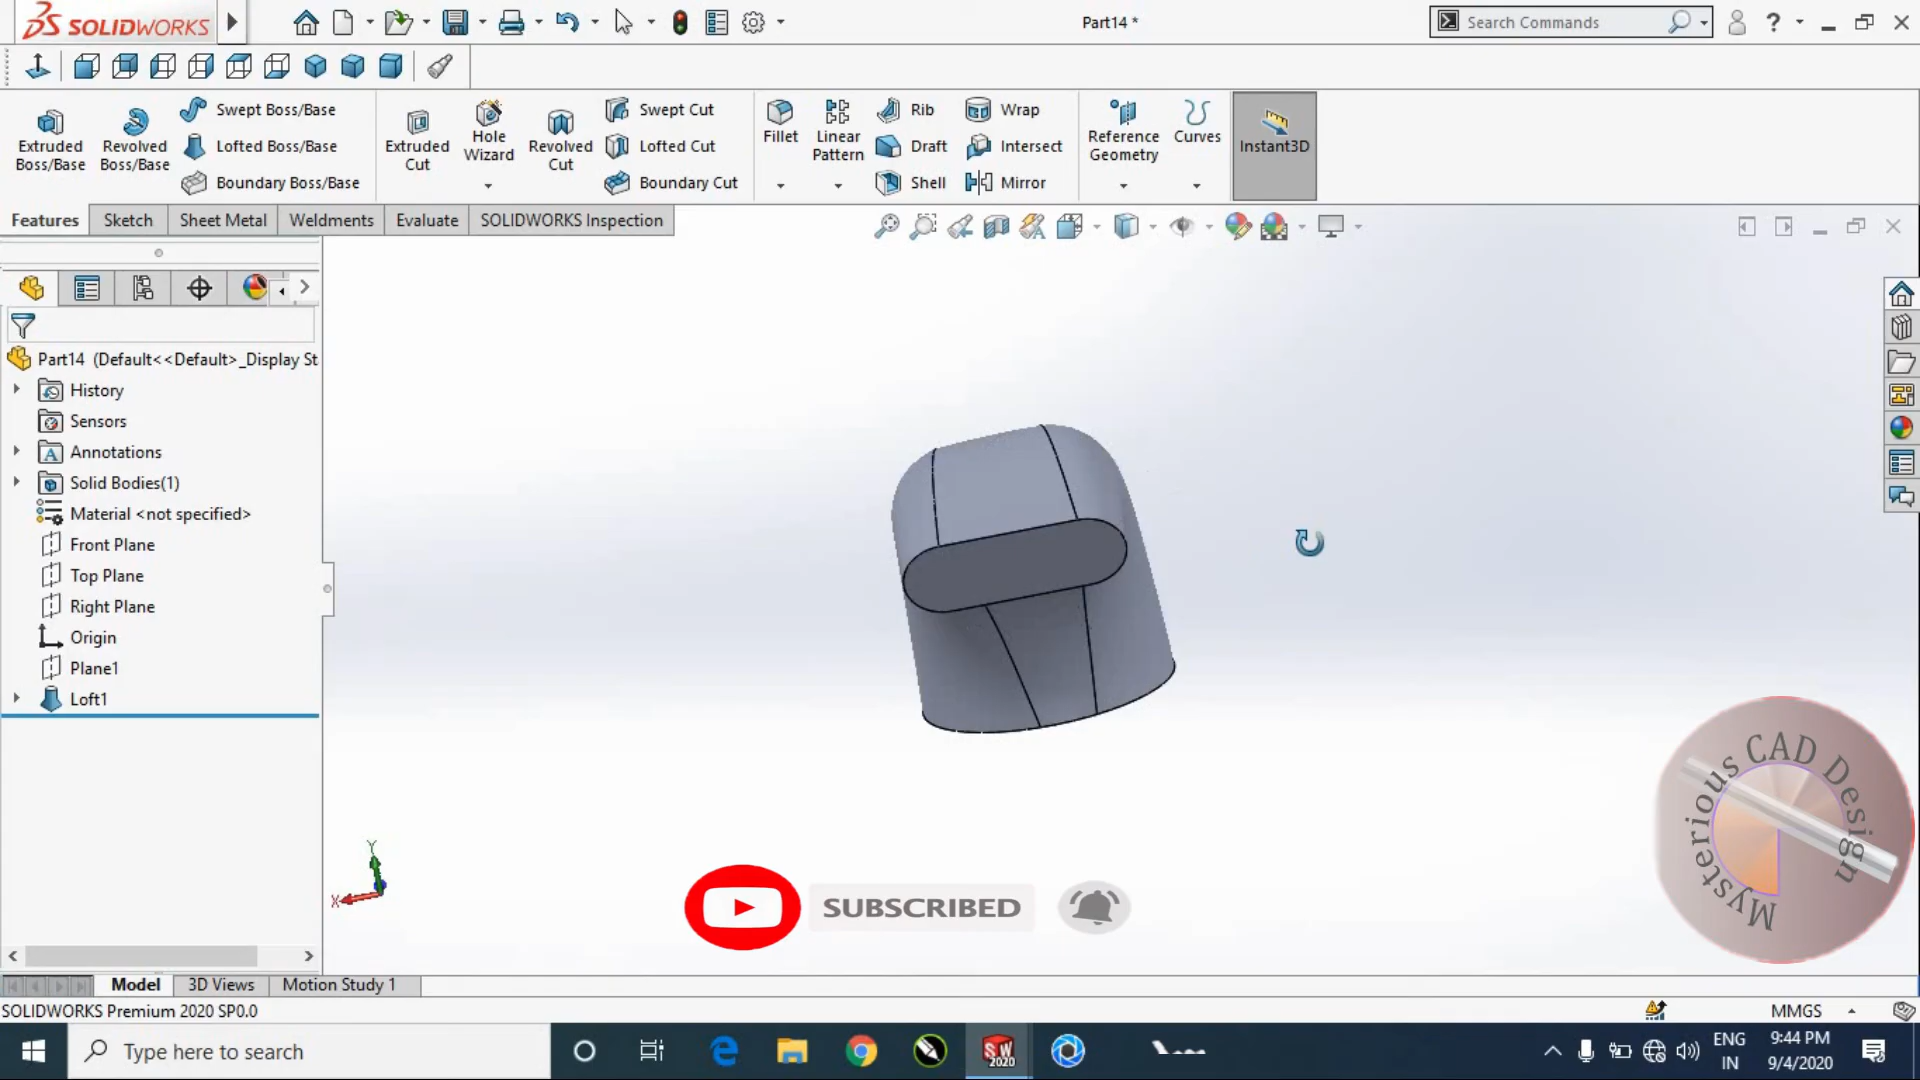 SOLIDWORKS
Part14 *
Search Commands
Extruded Boss/Base
Revolved Boss/Base
Swept Boss/Base
Lofted Boss/Base
Boundary Boss/Base
Extruded Cut
Hole Wizard
Revolved Cut
Swept Cut
Lofted Cut
Boundary Cut
Fillet
Linear Pattern
Rib
Draft
Shell
Wrap
Intersect
Mirror
Reference Geometry
Curves
Instant3D
Features
Sketch
Sheet Metal
Weldments
Evaluate
SOLIDWORKS Inspection
Part14 (Default<<Default>_Display St
History
Sensors
Annotations
Solid Bodies(1)
Material <not specified>
Front Plane
Top Plane
Right Plane
Origin
Plane1
Loft1
Y
X
SUBSCRIBED
Mysterious CAD Design
Model
3D Views
Motion Study 1
SOLIDWORKS Premium 2020 SP0.0
MMGS
Type here to search
SW
2020
ENG
IN
9:44 PM
9/4/2020